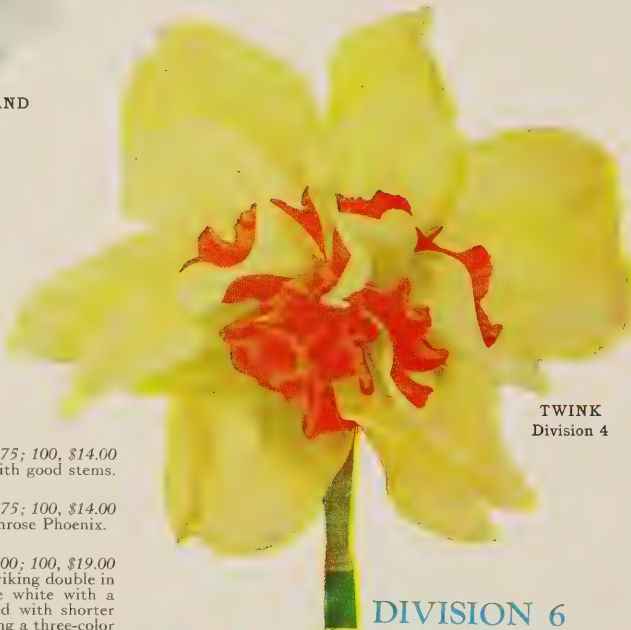 AND
75; 100, $14.00
ith good stems.
75; 100, $14.00
nrose Phoenix.
00; 100, $19.00
riking double in
e white with a
d with shorter
ng a three-color
TWINK
Division 4
DIVISION 6